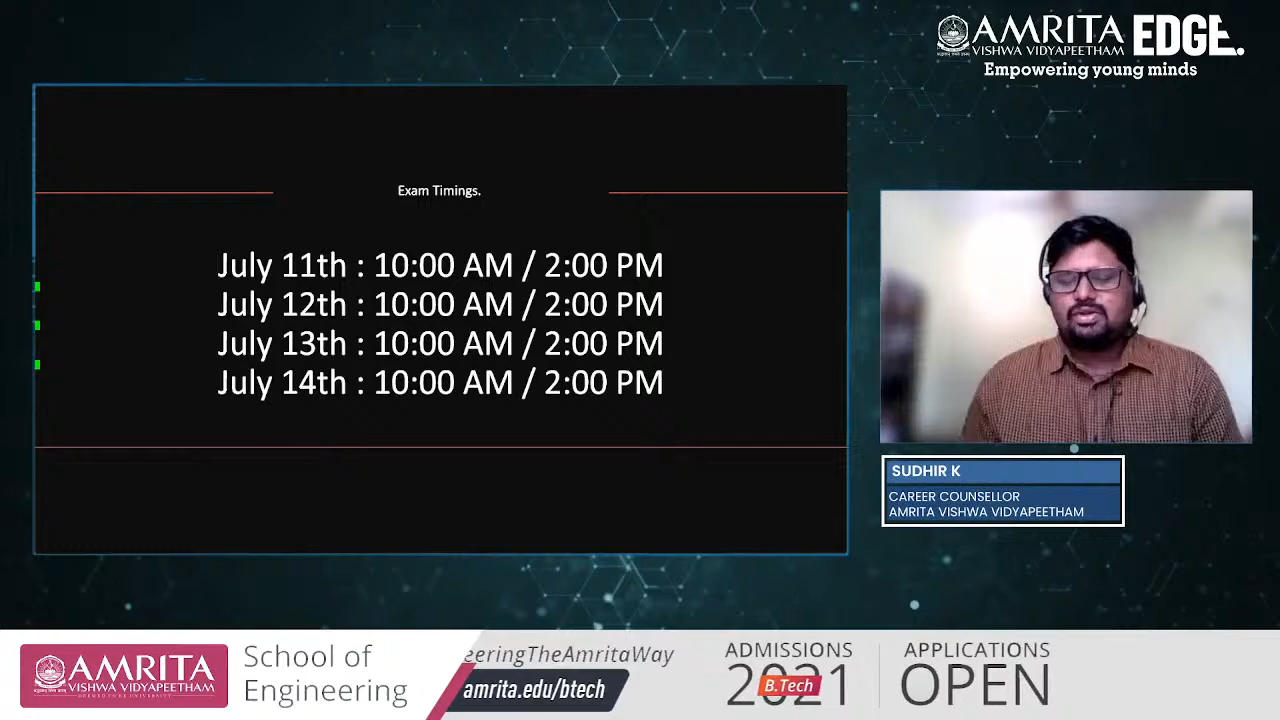 AMRITA
VISHWA VIDYAPEETHAM
EDGE.
Empowering young minds
Exam Timings.
July 11th : 10:00 AM / 2:00 PM
July 12th : 10:00 AM / 2:00 PM
July 13th : 10:00 AM / 2:00 PM
July 14th : 10:00 AM / 2:00 PM
SUDHIR K
CAREER COUNSELLOR
AMRITA VISHWA VIDYAPEETHAM
AMRITA
VISHWA VIDYAPEETHAM
School of
Engineering
eeringTheAmritaWay
amrita.edu/btech
ADMISSIONS
2021
B.Tech
APPLICATIONS
OPEN